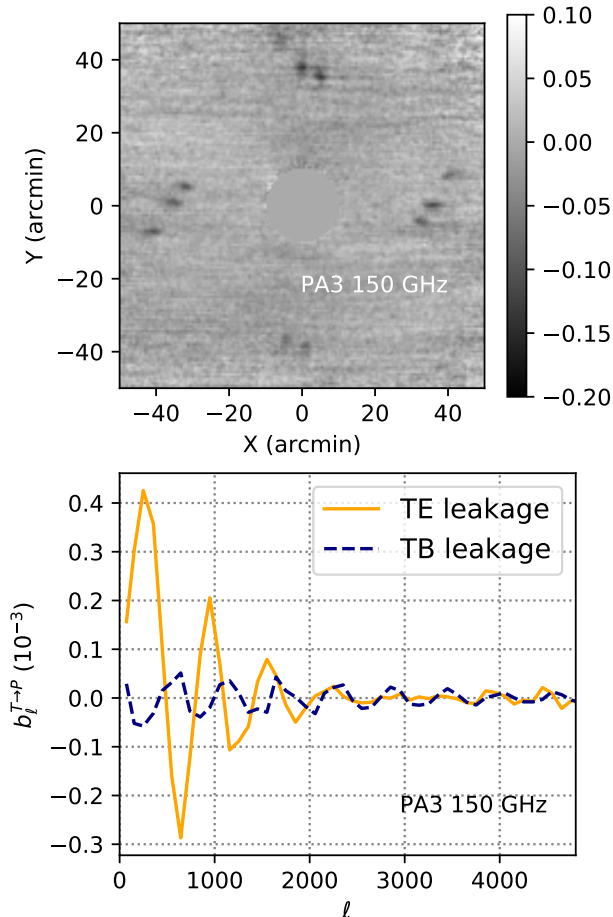 40
20
0
−20
−40
Y (arcmin)
PA3 150 GHz
−40 −20 0 20 40
X (arcmin)
0.10
0.05
0.00
−0.05
−0.10
−0.15
−0.20
0.4
0.3
0.2
0.1
0.0
−0.1
−0.2
−0.3
b_ℓ^{T→P} (10^{−3})
TE leakage
TB leakage
PA3 150 GHz
0 1000 2000 3000 4000
ℓ